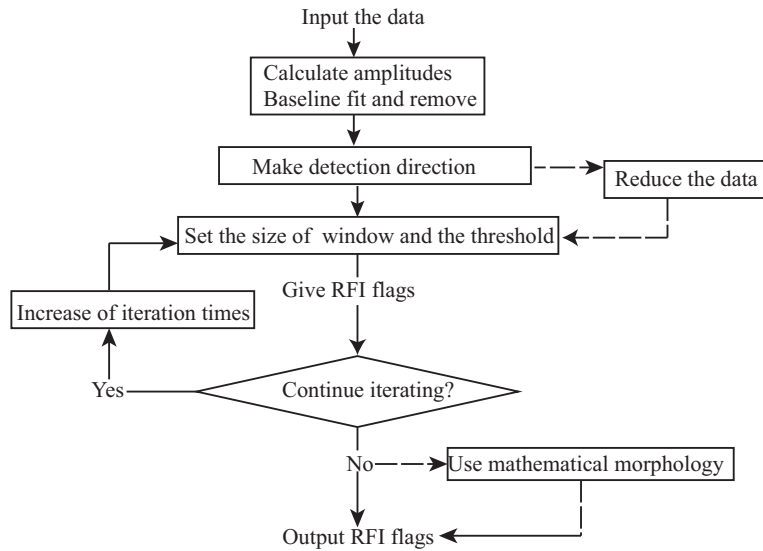 Input the data
Calculate amplitudes
Baseline fit and remove
Make detection direction
Reduce the data
Set the size of window and the threshold
Give RFI flags
Increase of iteration times
Yes
Continue iterating?
No
Use mathematical morphology
Output RFI flags